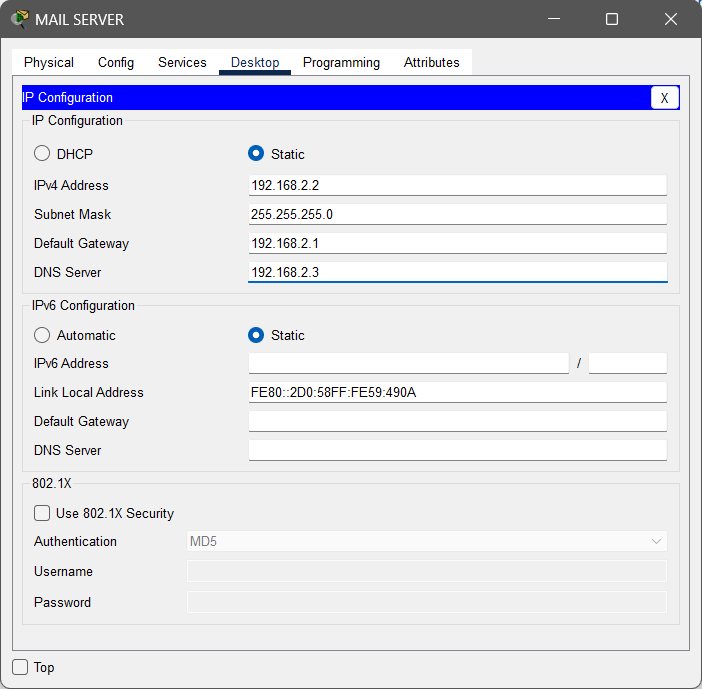 MAIL SERVER
Physical Config Services Desktop Programming Attributes
IP Configuration X
IP Configuration
DHCP Static
IPv4 Address 192.168.2.2
Subnet Mask 255.255.255.0
Default Gateway 192.168.2.1
DNS Server 192.168.2.3
IPv6 Configuration
Automatic Static
IPv6 Address /
Link Local Address FE80::2D0:58FF:FE59:490A
Default Gateway
DNS Server
802.1X
Use 802.1X Security
Authentication MD5
Username
Password
Top